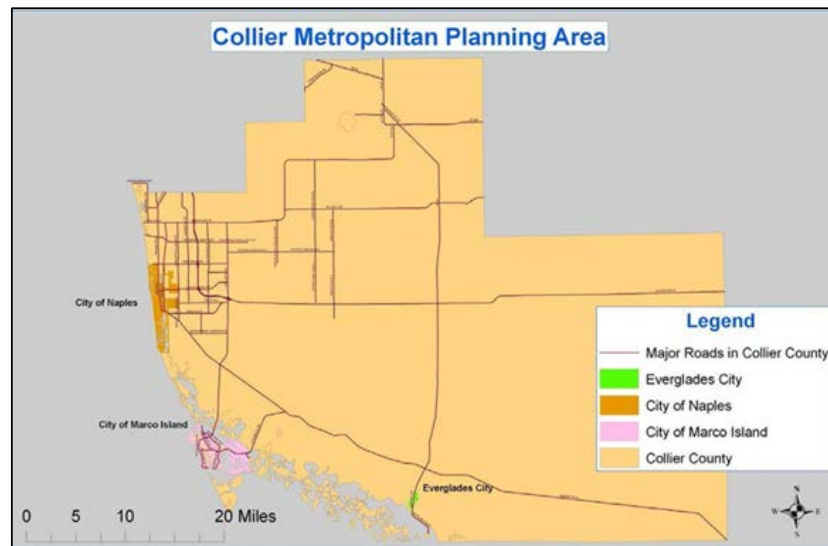 Collier Metropolitan Planning Area
City of Naples
City of Marco Island
Everglades City
Legend
Major Roads in Collier County
Everglades City
City of Naples
City of Marco Island
Collier County
0 5 10 20 Miles
N
W E
S